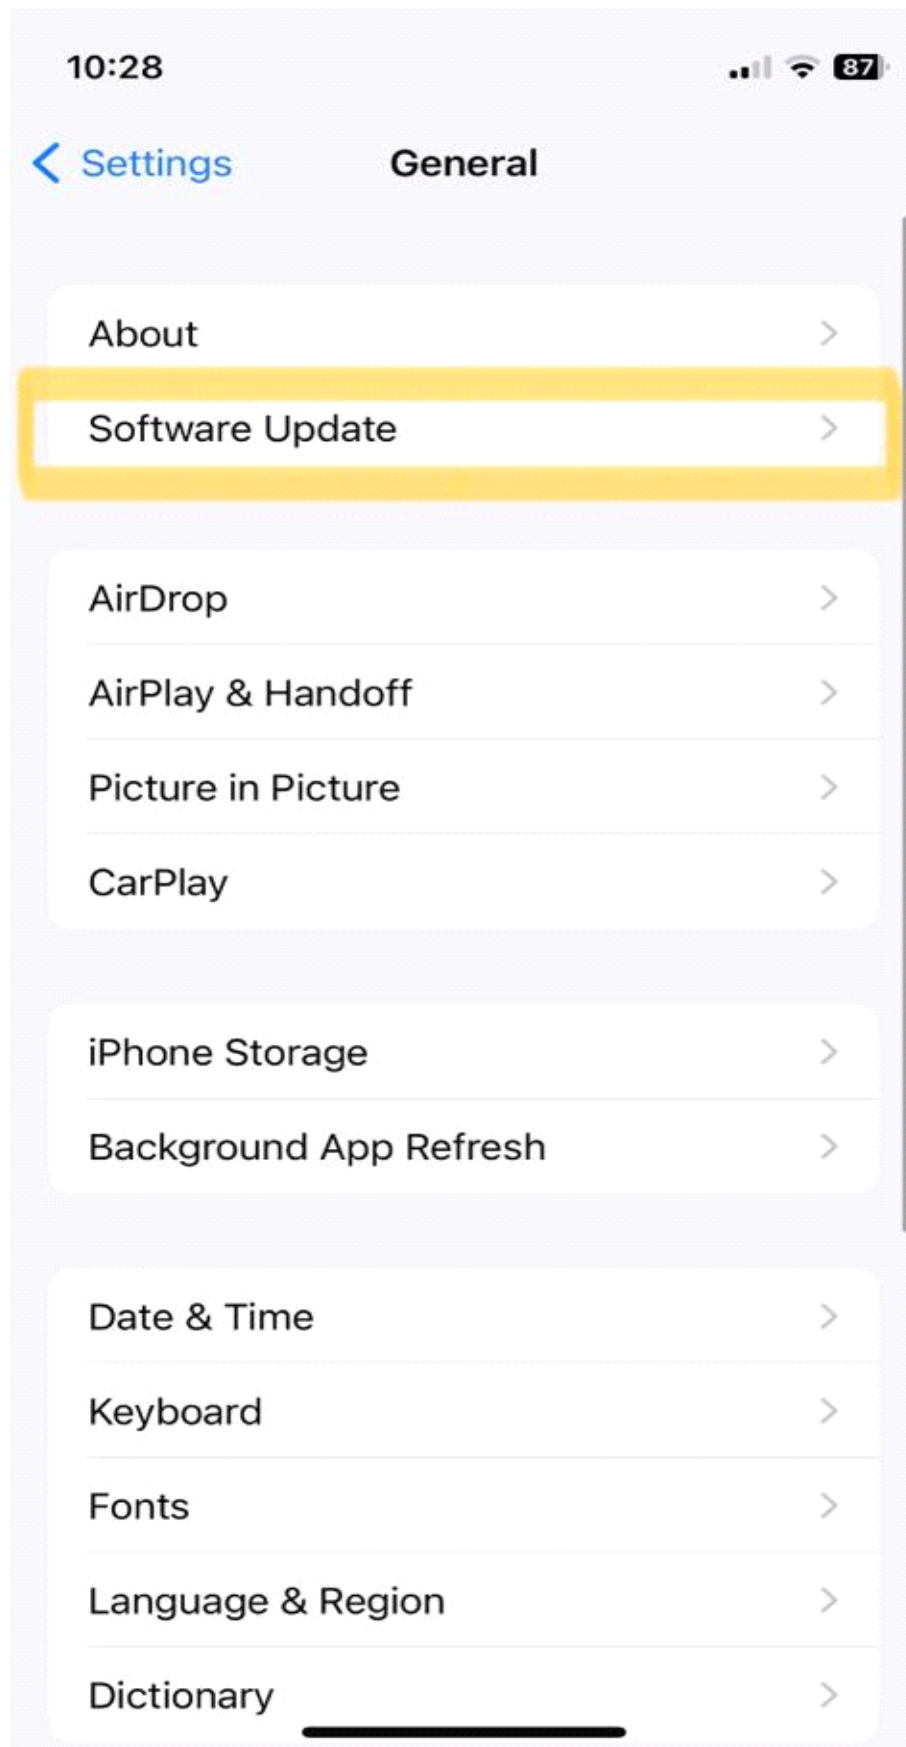 10:28
87
Settings
General
About
Software Update
AirDrop
AirPlay & Handoff
Picture in Picture
CarPlay
iPhone Storage
Background App Refresh
Date & Time
Keyboard
Fonts
Language & Region
Dictionary